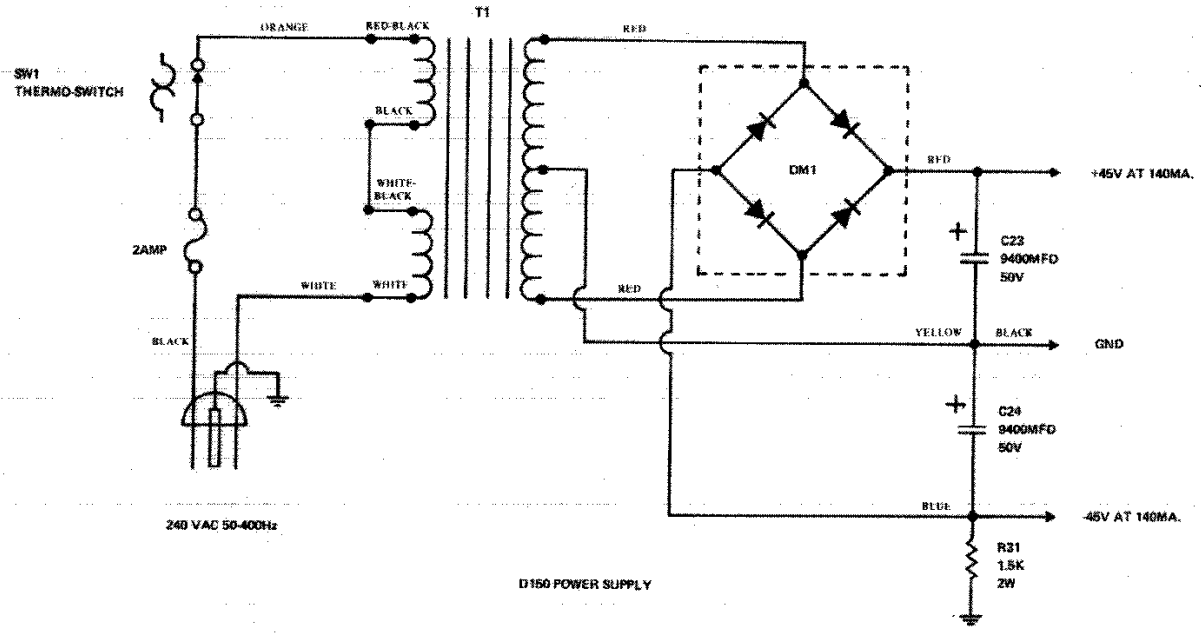 T1
ORANGE
RED-BLACK
RED
SW1
THERMO-SWITCH
BLACK
DM1
RED
+45V AT 140MA.
WHITE-
BLACK
+
C23
9400MFD
50V
2AMP
WHITE
WHITE
RED
BLACK
YELLOW
BLACK
GND
+
C24
9400MFD
50V
240 VAC 50-400Hz
BLUE
-45V AT 140MA.
R31
1.5K
2W
D150 POWER SUPPLY